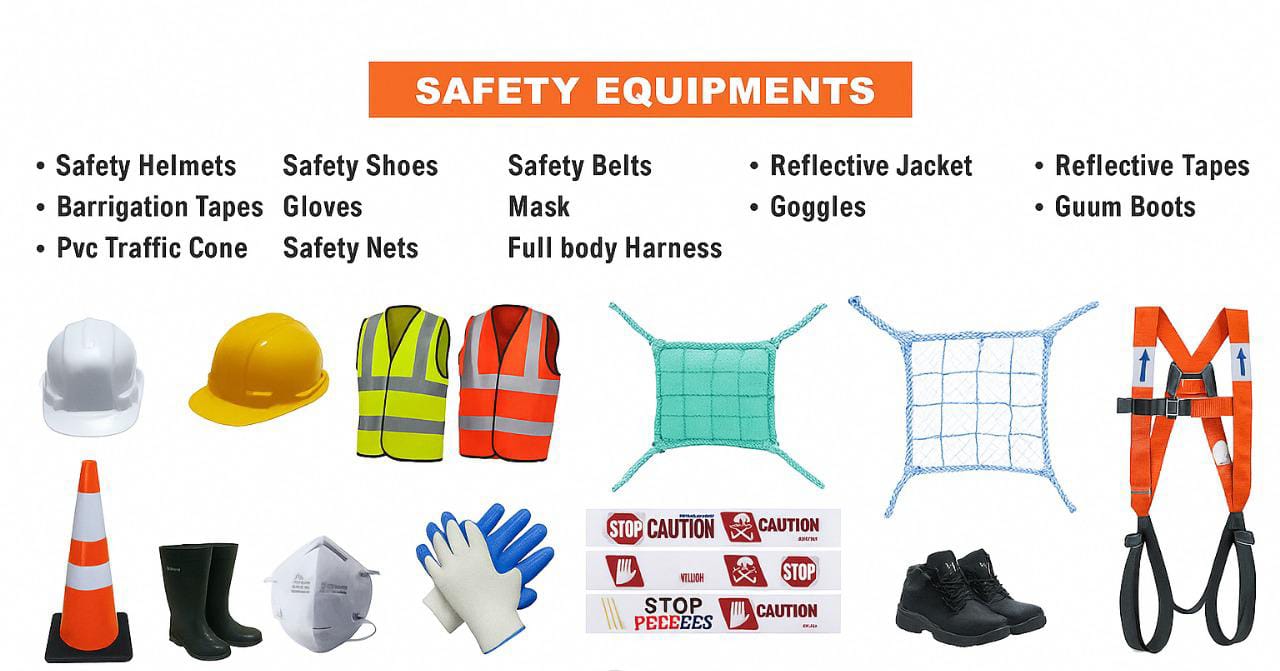 SAFETY EQUIPMENTS
• Safety Helmets
• Barrigation Tapes
• Pvc Traffic Cone
Safety Shoes
Gloves
Safety Nets
Safety Belts
Mask
Full body Harness
• Reflective Jacket
• Goggles
• Reflective Tapes
• Guum Boots
STOP CAUTION CAUTION
STOP
STOP CAUTION
PECEEES